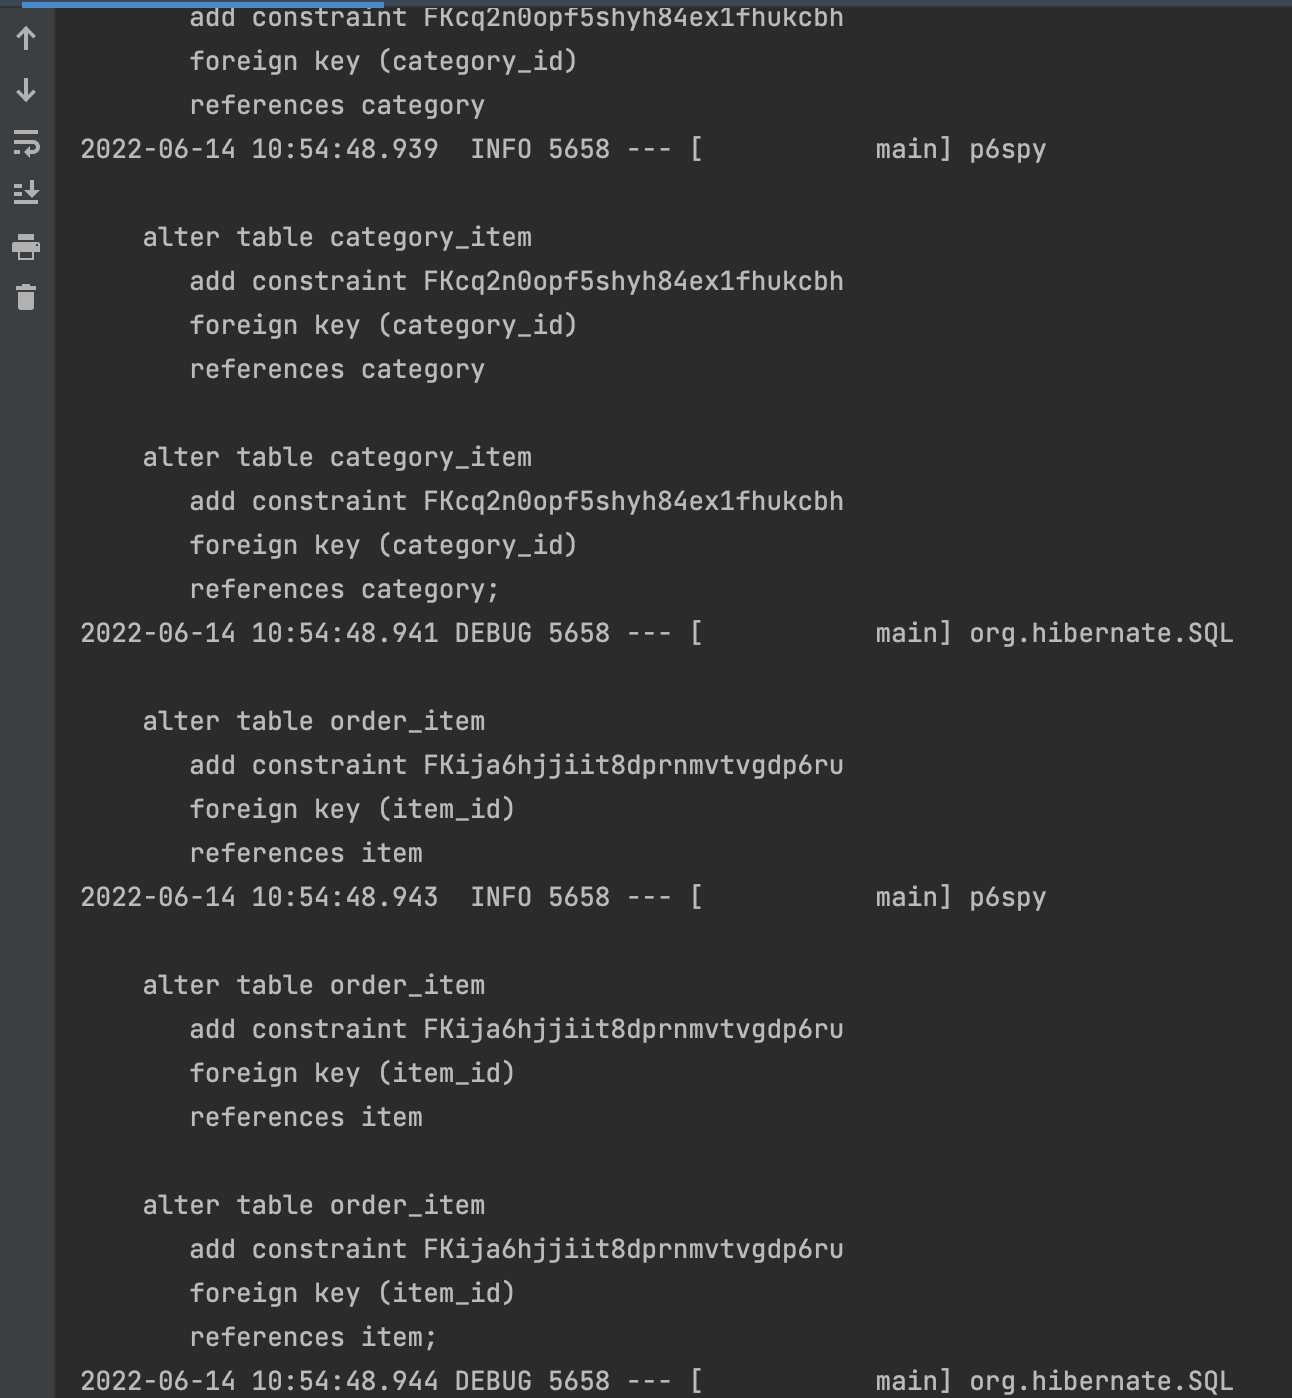 add constraint FKcq2n0opf5shyh84ex1fhukcbh
foreign key (category_id)
references category
2022-06-14 10:54:48.939  INFO 5658 --- [           main] p6spy
alter table category_item
add constraint FKcq2n0opf5shyh84ex1fhukcbh
foreign key (category_id)
references category
alter table category_item
add constraint FKcq2n0opf5shyh84ex1fhukcbh
foreign key (category_id)
references category;
2022-06-14 10:54:48.941 DEBUG 5658 --- [           main] org.hibernate.SQL
alter table order_item
add constraint FKija6hjjiit8dprnmvtvgdp6ru
foreign key (item_id)
references item
2022-06-14 10:54:48.943  INFO 5658 --- [           main] p6spy
alter table order_item
add constraint FKija6hjjiit8dprnmvtvgdp6ru
foreign key (item_id)
references item
alter table order_item
add constraint FKija6hjjiit8dprnmvtvgdp6ru
foreign key (item_id)
references item;
2022-06-14 10:54:48.944 DEBUG 5658 --- [           main] org.hibernate.SQL